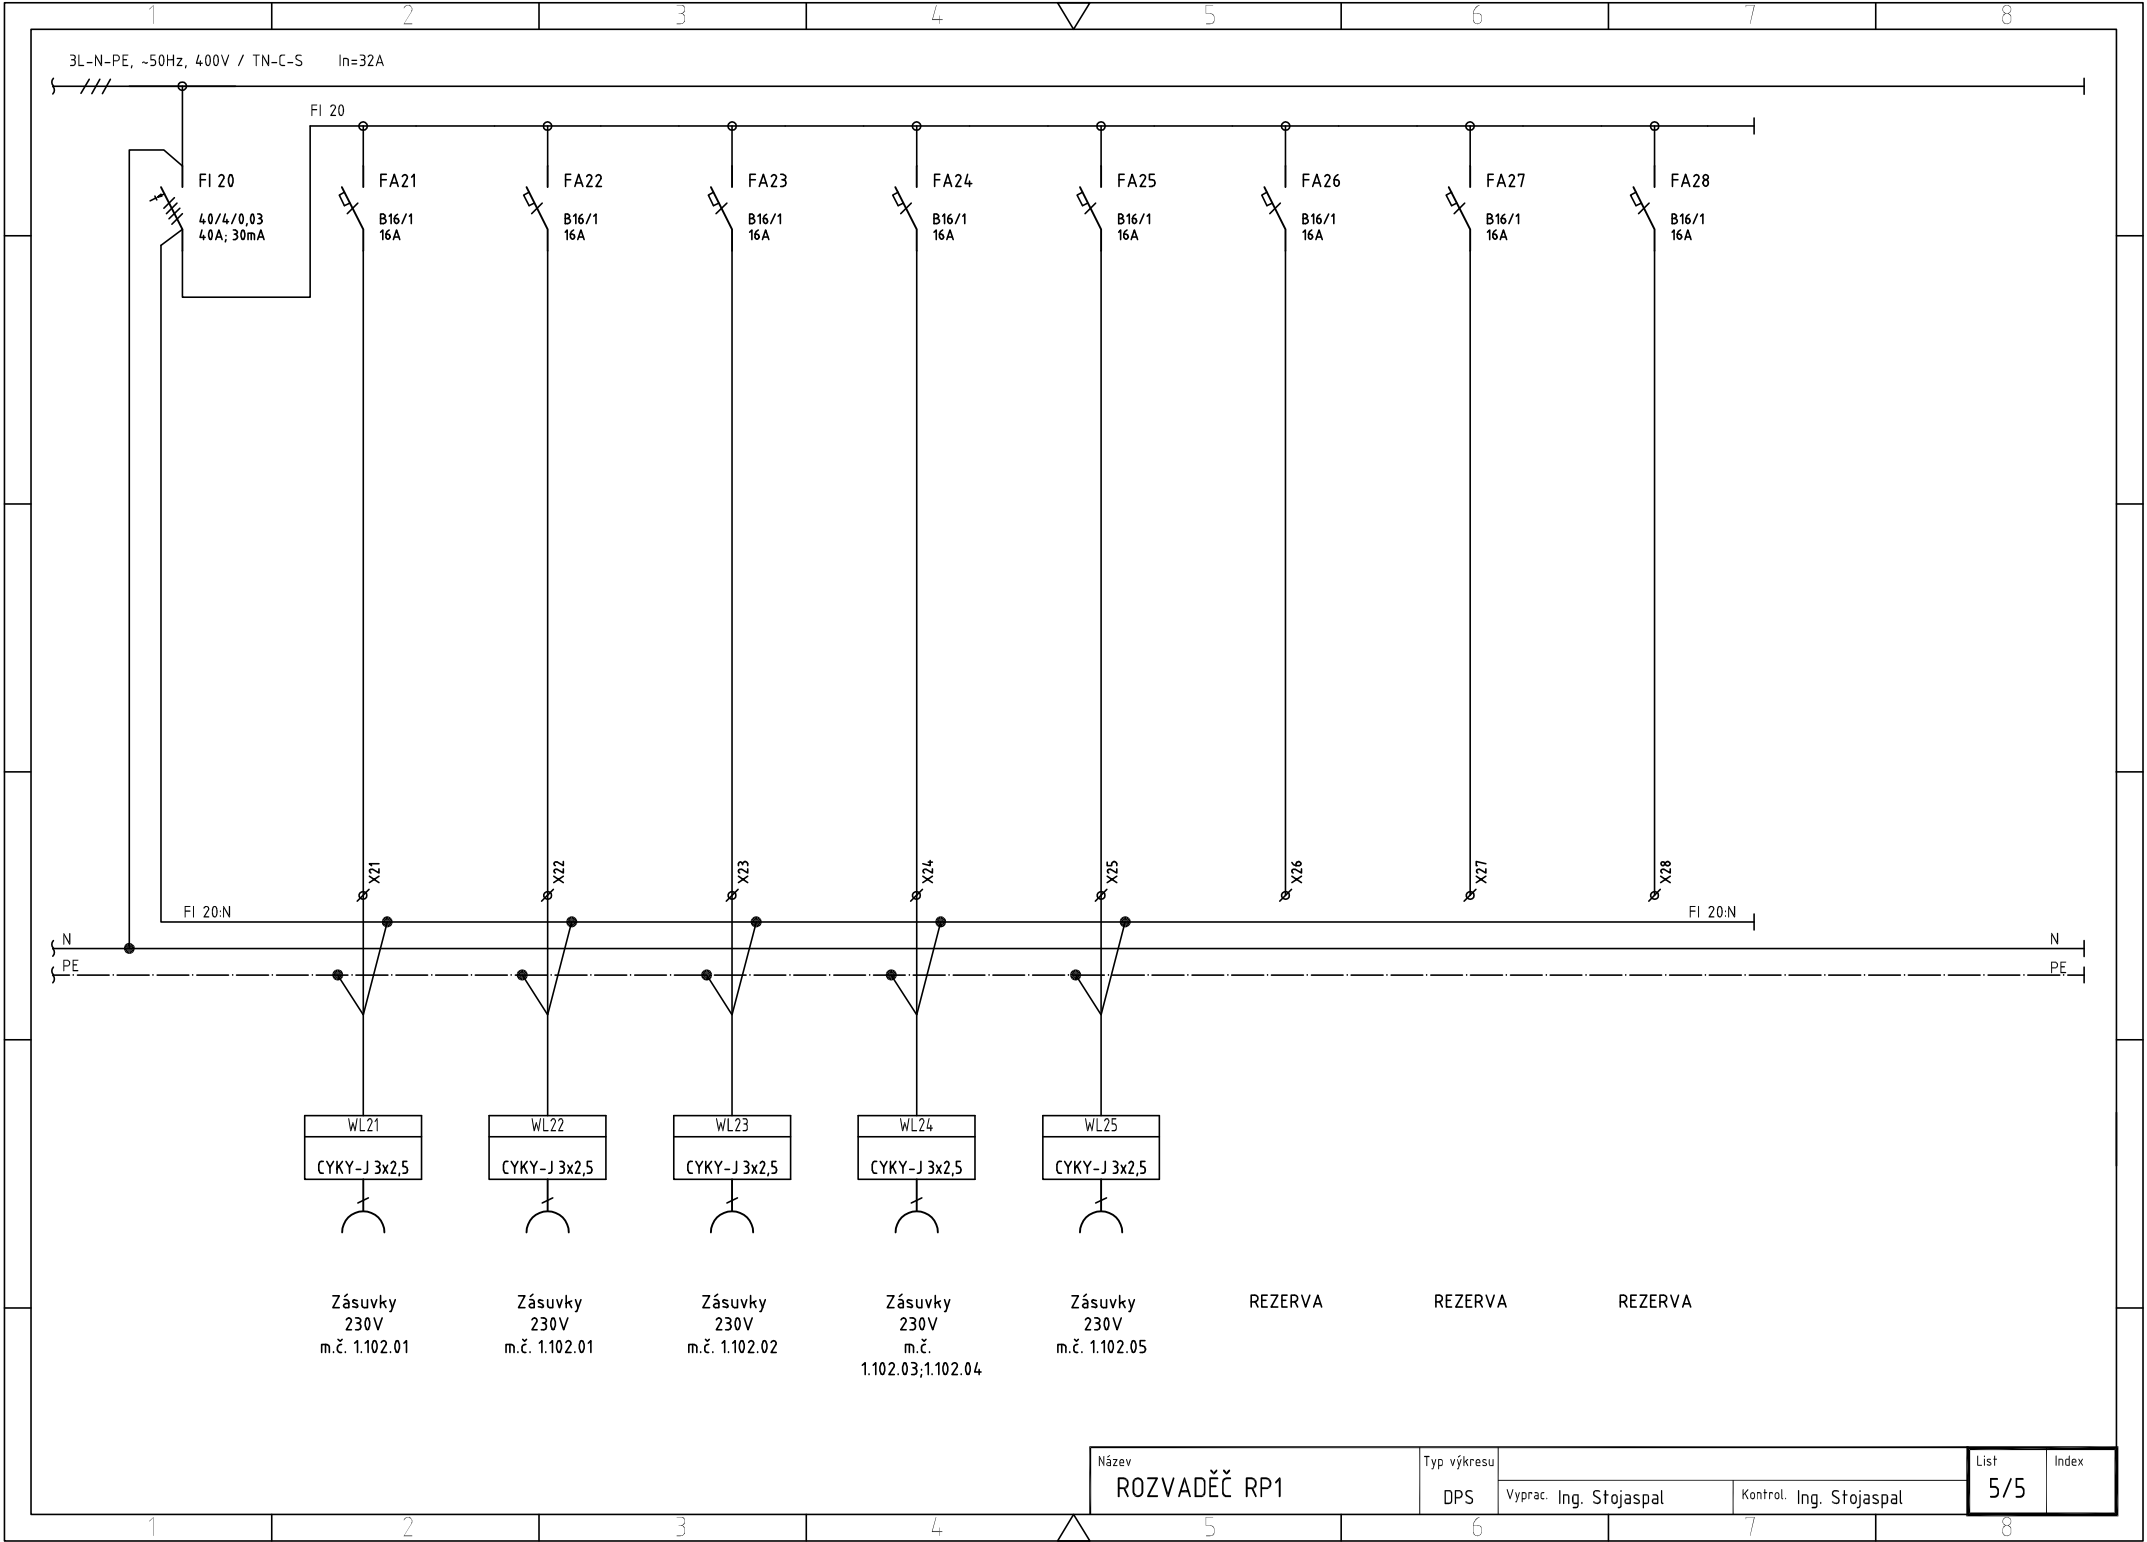 1 2 3 4 5 6 7 8
3L-N-PE, ~50Hz, 400V / TN-C-S In=32A
FI 20
FI 20 FA21 FA22 FA23 FA24 FA25 FA26 FA27 FA28
40/4/0,03 B16/1 B16/1 B16/1 B16/1 B16/1 B16/1 B16/1 B16/1
40A; 30mA 16A 16A 16A 16A 16A 16A 16A 16A
X21 X22 X23 X24 X25 X26 X27 X28
FI 20:N FI 20:N
N N
PE PE
WL21 WL22 WL23 WL24 WL25
CYKY-J 3x2,5 CYKY-J 3x2,5 CYKY-J 3x2,5 CYKY-J 3x2,5 CYKY-J 3x2,5
Zásuvky
230V
m.č. 1.102.01
Zásuvky
230V
m.č. 1.102.01
Zásuvky
230V
m.č. 1.102.02
Zásuvky
230V
m.č.
1.102.03;1.102.04
Zásuvky
230V
m.č. 1.102.05
REZERVA
REZERVA
REZERVA
Název
ROZVADĚČ RP1
Typ výkresu
DPS
Vyprac. Ing. Stojaspal
Kontrol. Ing. Stojaspal
List
5/5
Index
1 2 3 4 5 6 7 8